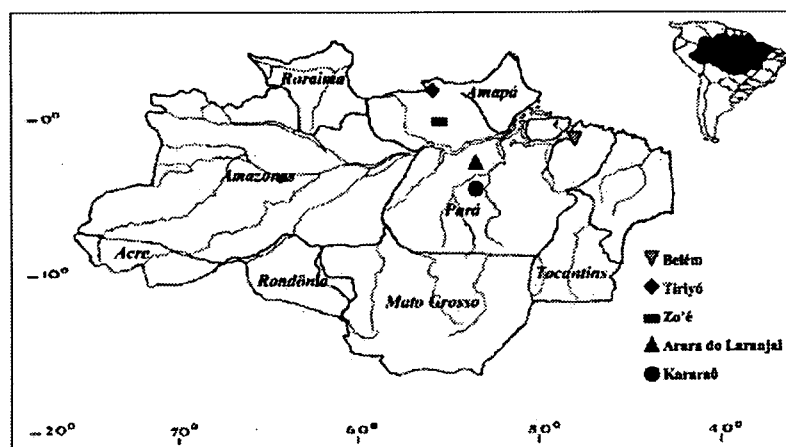 Roraima
Amapá
−0°
Amazonas
Pará
Acre
Rondônia
Mato Grosso
Tocantins
−10°
Belém
Tiriyó
Zo'é
Arara do Laranjal
Kararaô
−20°
70°
60°
50°
40°